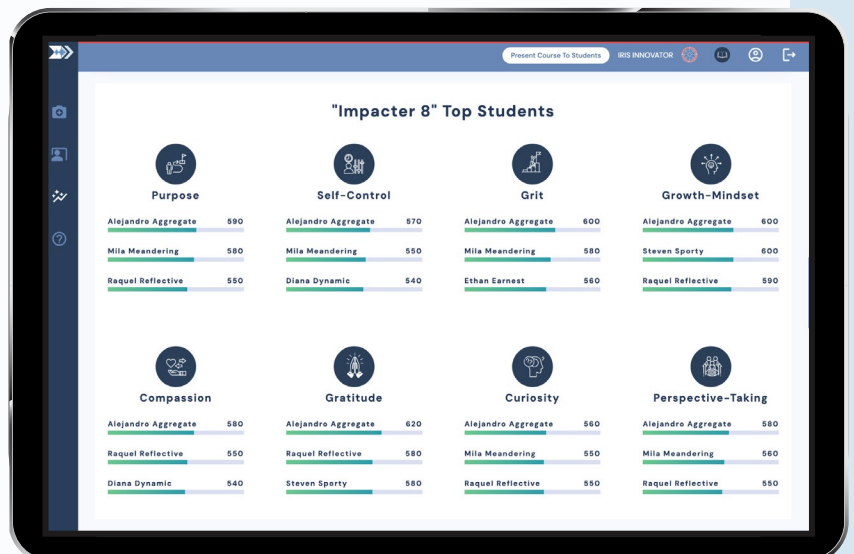 Present Course To Students
IRIS INNOVATOR
"Impacter 8" Top Students
Purpose
Alejandro Aggregate 590
Mila Meandering 580
Raquel Reflective 550
Self-Control
Alejandro Aggregate 570
Mila Meandering 550
Diana Dynamic 540
Grit
Alejandro Aggregate 600
Mila Meandering 580
Ethan Earnest 560
Growth-Mindset
Alejandro Aggregate 600
Steven Sporty 600
Raquel Reflective 590
Compassion
Alejandro Aggregate 580
Raquel Reflective 550
Diana Dynamic 540
Gratitude
Alejandro Aggregate 620
Raquel Reflective 580
Steven Sporty 580
Curiosity
Alejandro Aggregate 560
Mila Meandering 550
Raquel Reflective 550
Perspective-Taking
Alejandro Aggregate 580
Mila Meandering 560
Raquel Reflective 550